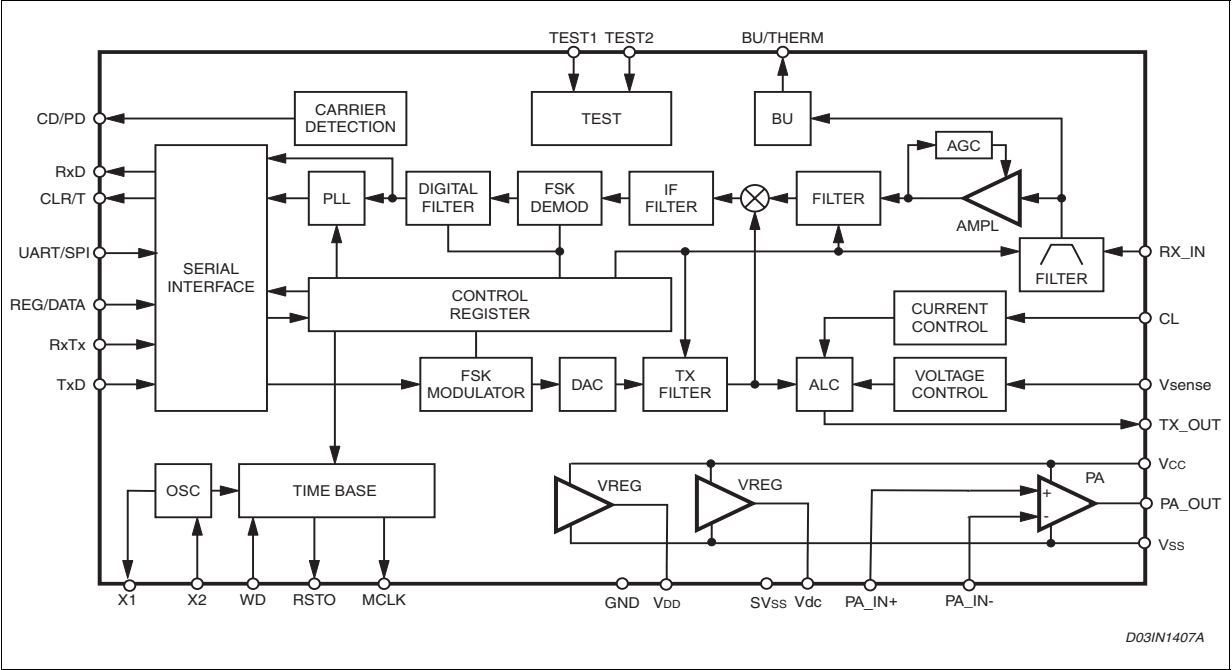 TEST1 TEST2
BU/THERM
CD/PD
CARRIER
DETECTION
TEST
BU
RxD
CLR/T
UART/SPI
REG/DATA
RxTx
TxD
SERIAL
INTERFACE
PLL
DIGITAL
FILTER
FSK
DEMOD
IF
FILTER
FILTER
AGC
AMPL
FILTER
RX_IN
CONTROL
REGISTER
CURRENT
CONTROL
CL
FSK
MODULATOR
DAC
TX
FILTER
ALC
VOLTAGE
CONTROL
Vsense
TX_OUT
OSC
TIME BASE
VREG
VREG
+
-
PA
VCC
PA_OUT
VSS
X1
X2
WD
RSTO
MCLK
GND
VDD
SVSS
Vdc
PA_IN+
PA_IN-
D03IN1407A